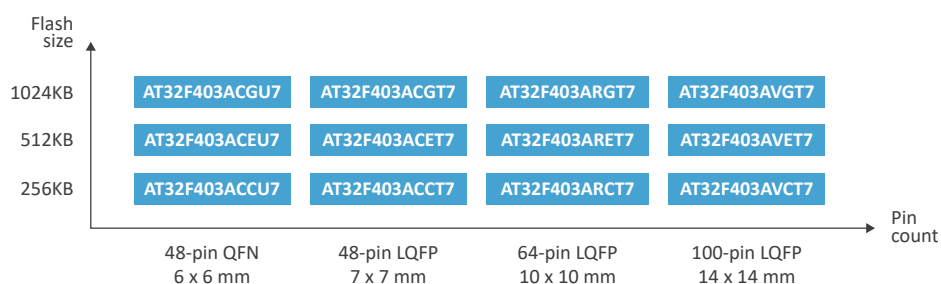 Flash
size
1024KB
AT32F403ACGU7 AT32F403ACGT7 AT32F403ARGT7 AT32F403AVGT7
512KB
AT32F403ACEU7 AT32F403ACET7 AT32F403ARET7 AT32F403AVET7
256KB
AT32F403ACCU7 AT32F403ACCT7 AT32F403ARCT7 AT32F403AVCT7
Pin
count
48-pin QFN 48-pin LQFP 64-pin LQFP 100-pin LQFP
6 x 6 mm 7 x 7 mm 10 x 10 mm 14 x 14 mm